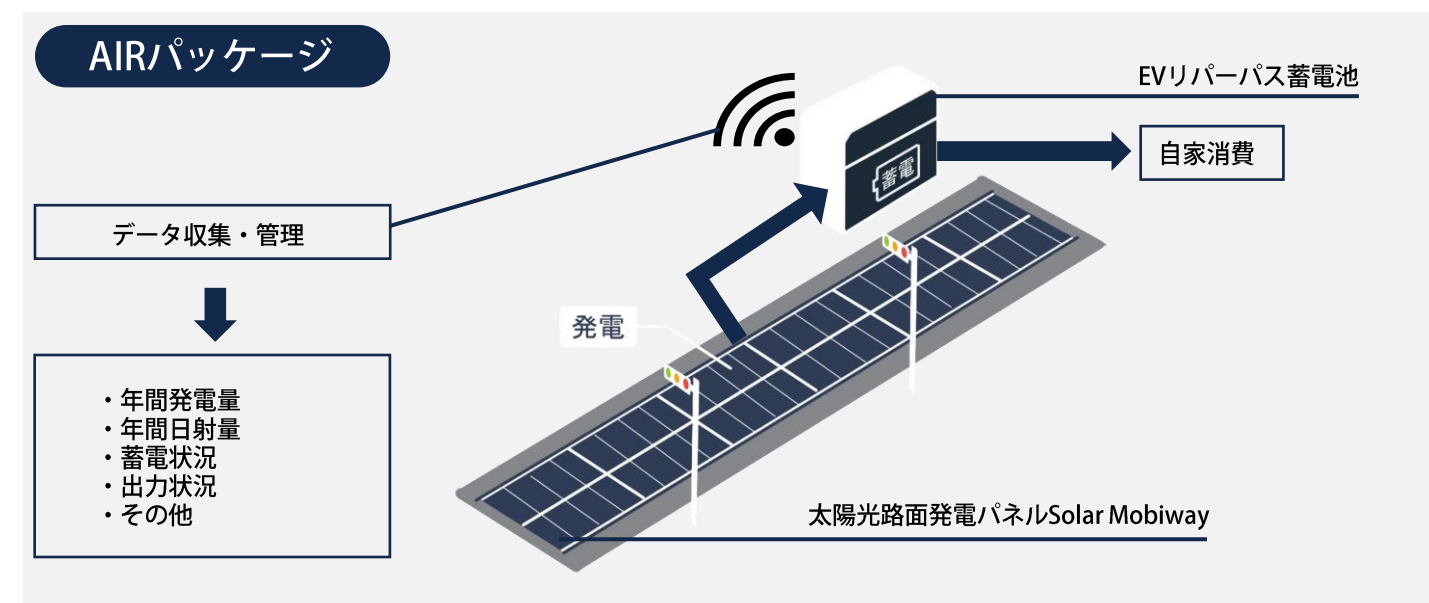 AIRパッケージ
EVリパーパス蓄電池
自家消費
蓄電
データ収集・管理
発電
・年間発電量
・年間日射量
・蓄電状況
・出力状況
・その他
太陽光路面発電パネルSolar Mobiway